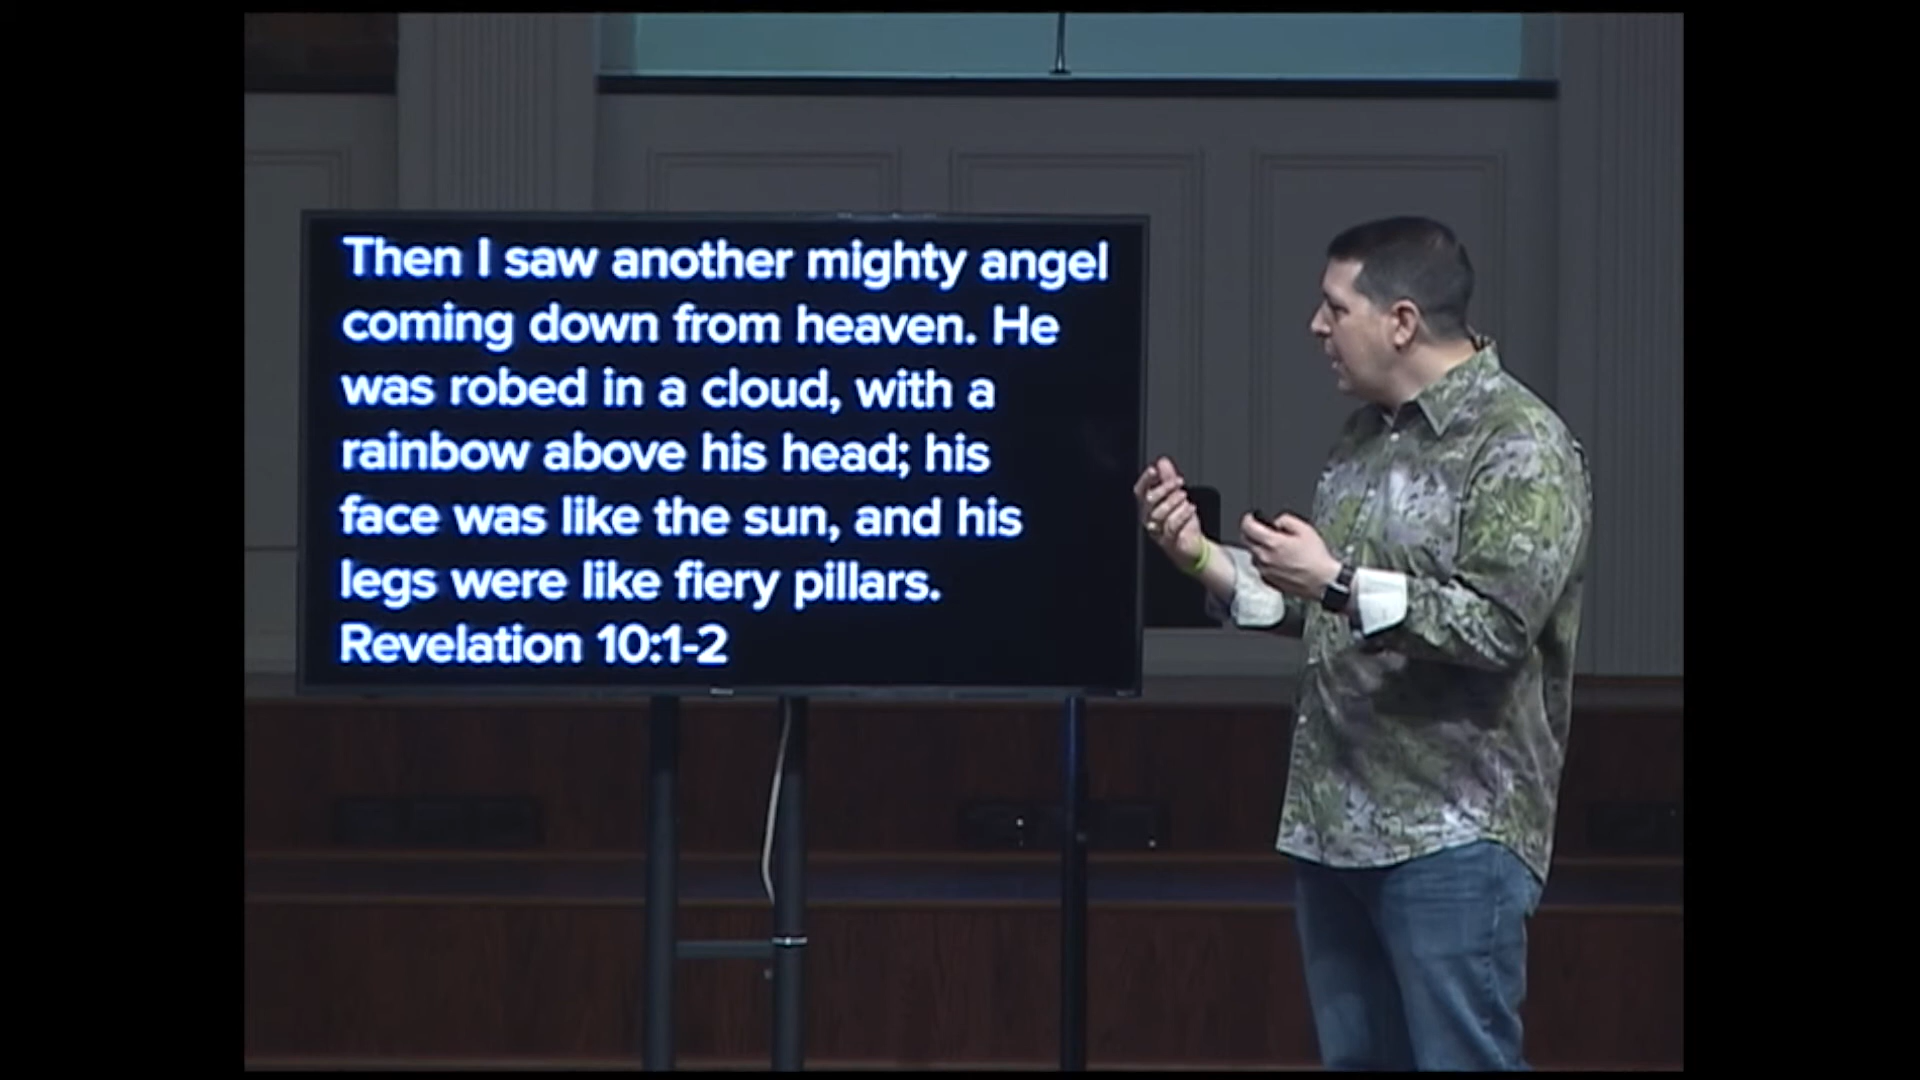 Then I saw another mighty angel
coming down from heaven. He
was robed in a cloud, with a
rainbow above his head; his
face was like the sun, and his
legs were like fiery pillars.
Revelation 10:1-2